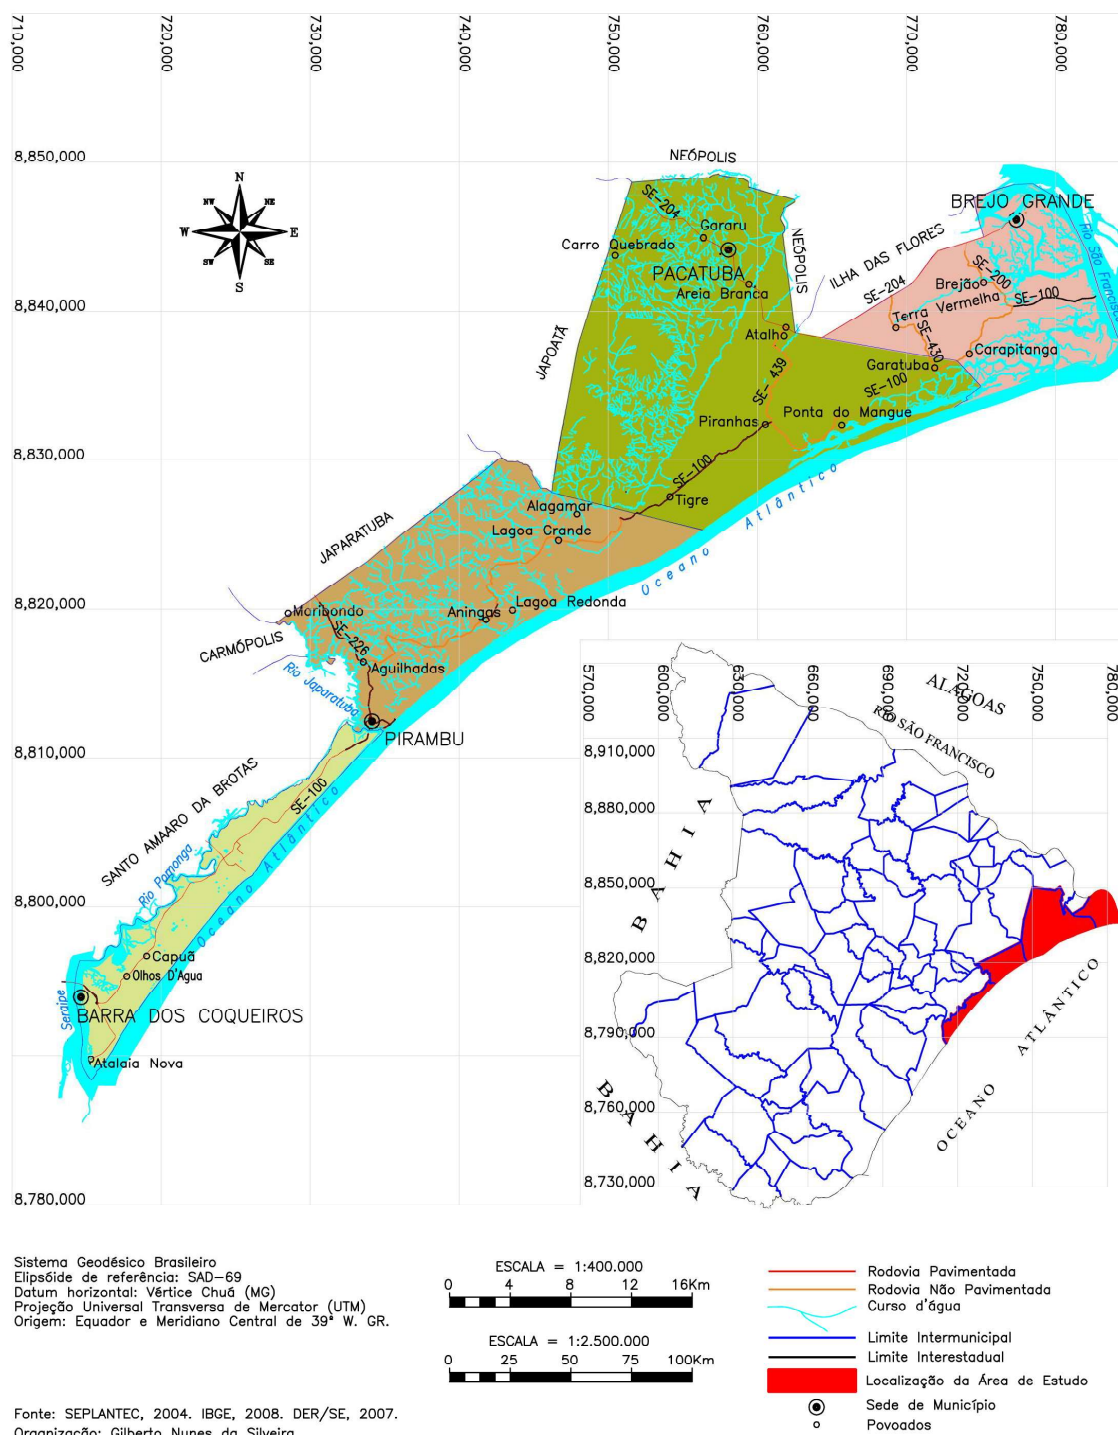 710,000
720,000
730,000
740,000
750,000
760,000
770,000
780,000
8,850,000
8,840,000
8,830,000
8,820,000
8,810,000
8,800,000
8,780,000
N
NE
E
SE
S
SW
W
NW
NEÓPOLIS
SE-204
Gararu
Carro Quebrado
PACATUBA
Areia Branca
NEÓPOLIS
Atalho
JAPOATÃ
SE- 439
BREJO GRANDE
ILHA DAS FLORES
Rio São Francisco
SE-204
SE-200
Brejão
Terra Vermelha
SE-100
SE-430
Carapitanga
Garatuba
SE-100
Ponta do Mangue
Piranhas
SE-100
Tigre
Oceano Atlântico
Alagamar
Lagoa Grande
JAPARATUBA
Moribondo
Aningas
Lagoa Redonda
CARMÓPOLIS
SE-226
Aguilhadas
Rio Japaratuba
PIRAMBU
SANTO AMAARO DA BROTAS
SE-100
Oceano Atlântico
Rio Pomonga
Capuã
Olhos D'Agua
Seraipe
BARRA DOS COQUEIROS
Atalaia Nova
570,000
600,000
630,000
660,000
690,000
720,000
750,000
780,000
8,910,000
8,880,000
8,850,000
8,820,000
8,790,000
8,760,000
8,730,000
ALAGOAS
RIO SÃO FRANCISCO
BAHIA
BAHIA
OCEANO ATLÂNTICO
Sistema Geodésico Brasileiro
Elipsóide de referência: SAD-69
Datum horizontal: Vértice Chuá (MG)
Projeção Universal Transversa de Mercator (UTM)
Origem: Equador e Meridiano Central de 39º W. GR.
Fonte: SEPLANTEC, 2004. IBGE, 2008. DER/SE, 2007.
Organização: Gilberto Nunes da Silveira
ESCALA = 1:400.000
0 4 8 12 16Km
ESCALA = 1:2.500.000
0 25 50 75 100Km
Rodovia Pavimentada
Rodovia Não Pavimentada
Curso d'água
Limite Intermunicipal
Limite Interestadual
Localização da Área de Estudo
Sede de Município
Povoados